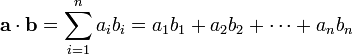 𝐚 · 𝐛 = ∑_{i=1}^{n} a_i b_i = a_1 b_1 + a_2 b_2 + ⋯ + a_n b_n